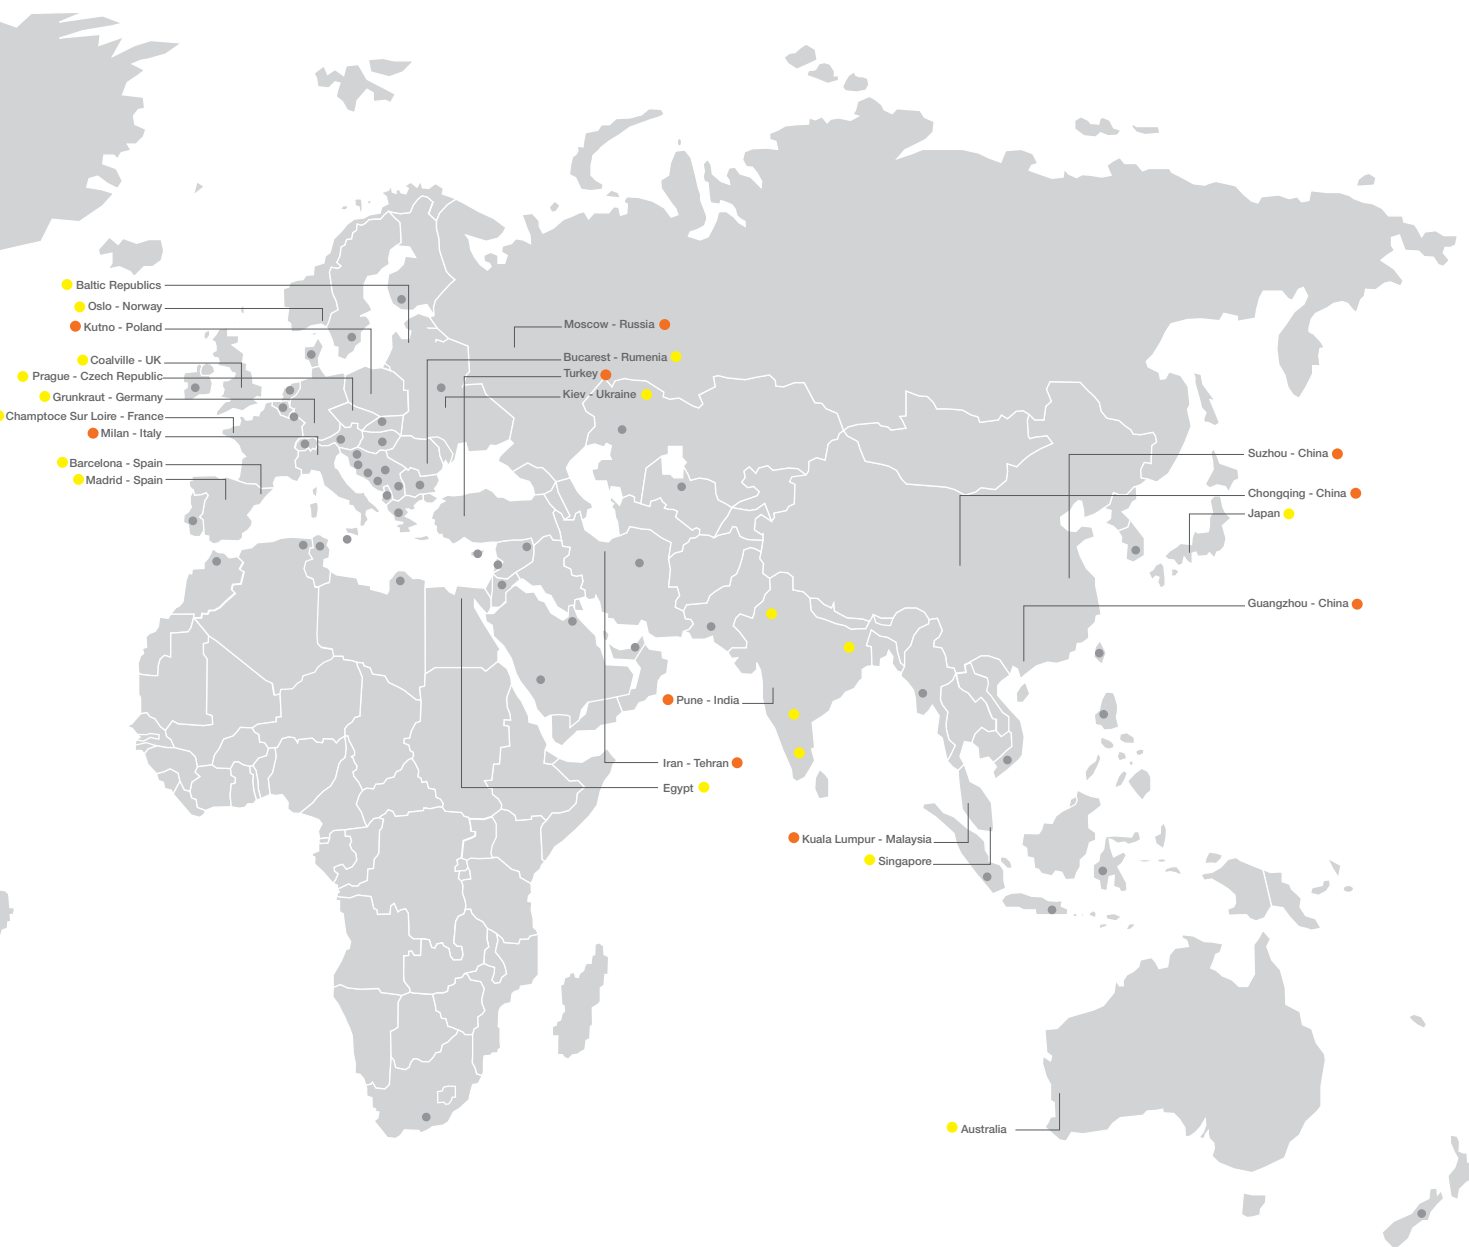 Baltic Republics
Oslo - Norway
Kutno - Poland
Coalville - UK
Prague - Czech Republic
Grunkraut - Germany
Champtoce Sur Loire - France
Milan - Italy
Barcelona - Spain
Madrid - Spain
Moscow - Russia
Bucarest - Rumenia
Turkey
Kiev - Ukraine
Suzhou - China
Chongqing - China
Japan
Guangzhou - China
Pune - India
Iran - Tehran
Egypt
Kuala Lumpur - Malaysia
Singapore
Australia